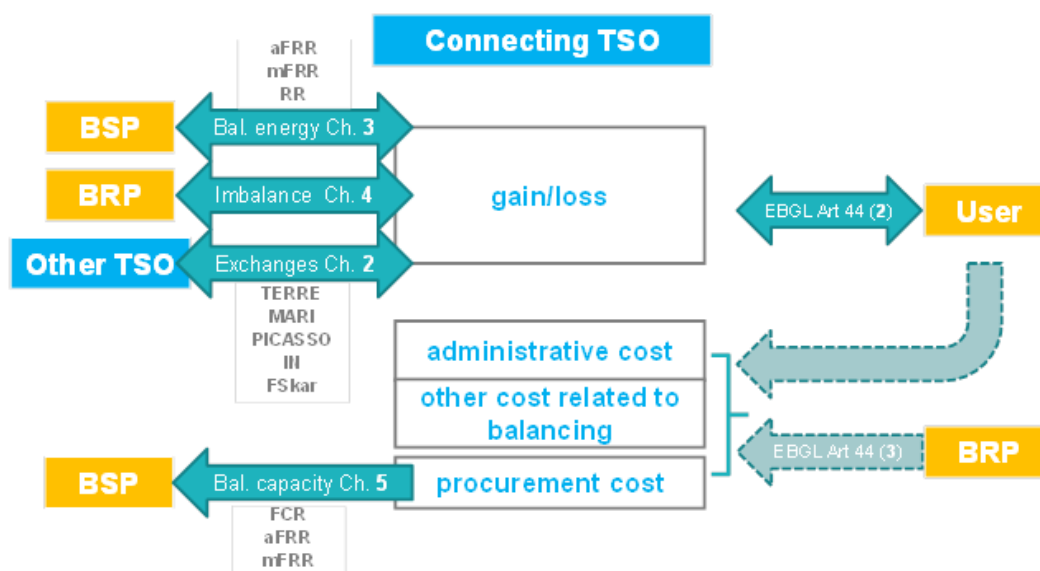 Connecting TSO
aFRR
mFRR
RR
BSP
Bal. energy Ch. 3
BRP
Imbalance Ch. 4
gain/loss
EBGL Art 44 (2)
User
Other TSO
Exchanges Ch. 2
TERRE
MARI
PICASSO
IN
FSkar
administrative cost
other cost related to
balancing
EBGL Art 44 (3)
BRP
BSP
Bal. capacity Ch. 5
procurement cost
FCR
aFRR
mFRR